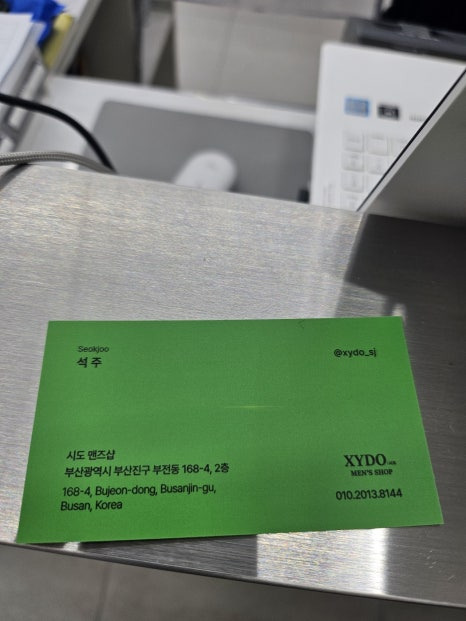 Seokjoo
석주
@xydo_sj
시도 맨즈샵
부산광역시 부산진구 부전동 168-4, 2층
168-4, Bujeon-dong, Busanjin-gu,
Busan, Korea
XYDO
MEN'S SHOP
010.2013.8144